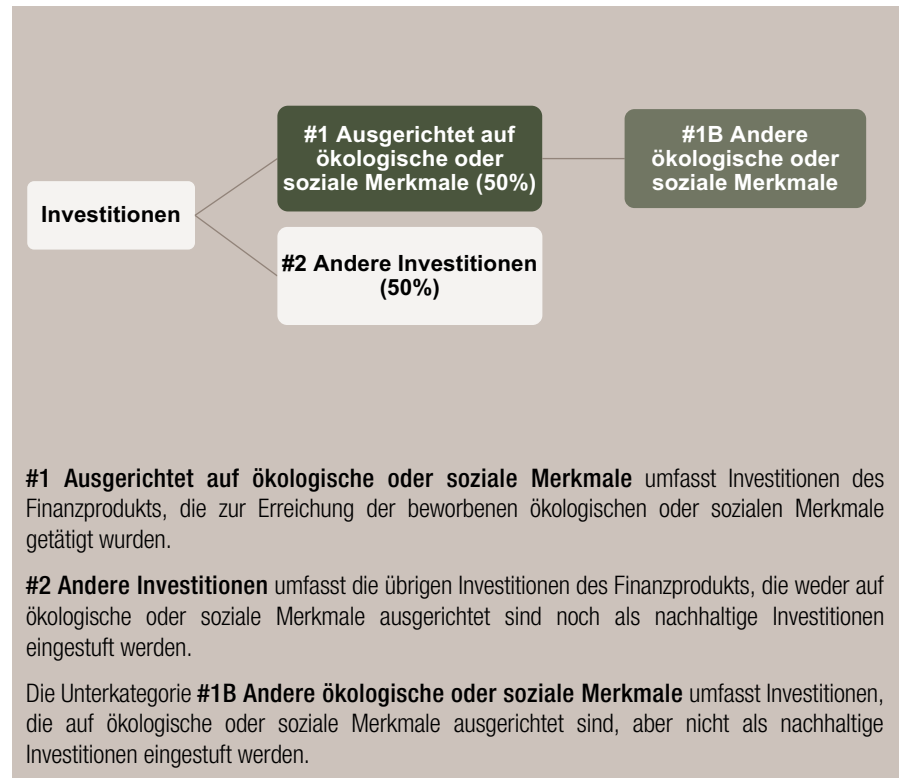 #1 Ausgerichtet auf
ökologische oder
soziale Merkmale (50%)
#1B Andere
ökologische oder
soziale Merkmale
Investitionen
#2 Andere Investitionen
(50%)
#1 Ausgerichtet auf ökologische oder soziale Merkmale umfasst Investitionen des
Finanzprodukts, die zur Erreichung der beworbenen ökologischen oder sozialen Merkmale
getätigt wurden.
#2 Andere Investitionen umfasst die übrigen Investitionen des Finanzprodukts, die weder auf
ökologische oder soziale Merkmale ausgerichtet sind noch als nachhaltige Investitionen
eingestuft werden.
Die Unterkategorie #1B Andere ökologische oder soziale Merkmale umfasst Investitionen,
die auf ökologische oder soziale Merkmale ausgerichtet sind, aber nicht als nachhaltige
Investitionen eingestuft werden.